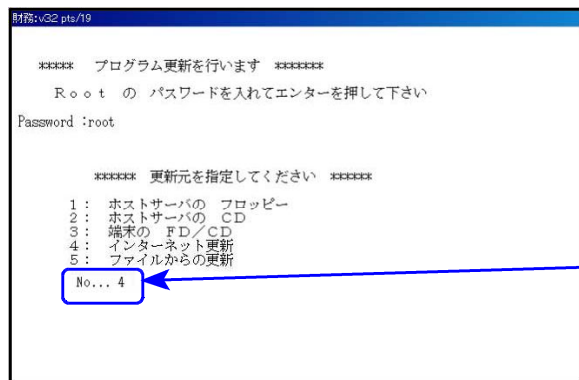 財務:v32 pts/19
***** プログラム更新を行います *******
Ｒｏｏｔ の パスワードを入れてエンターを押して下さい
Password :root
****** 更新元を指定してください ******
１： ホストサーバの フロッピー
２： ホストサーバの ＣＤ
３： 端末の ＦＤ／ＣＤ
４： インターネット更新
５： ファイルからの更新
No... 4